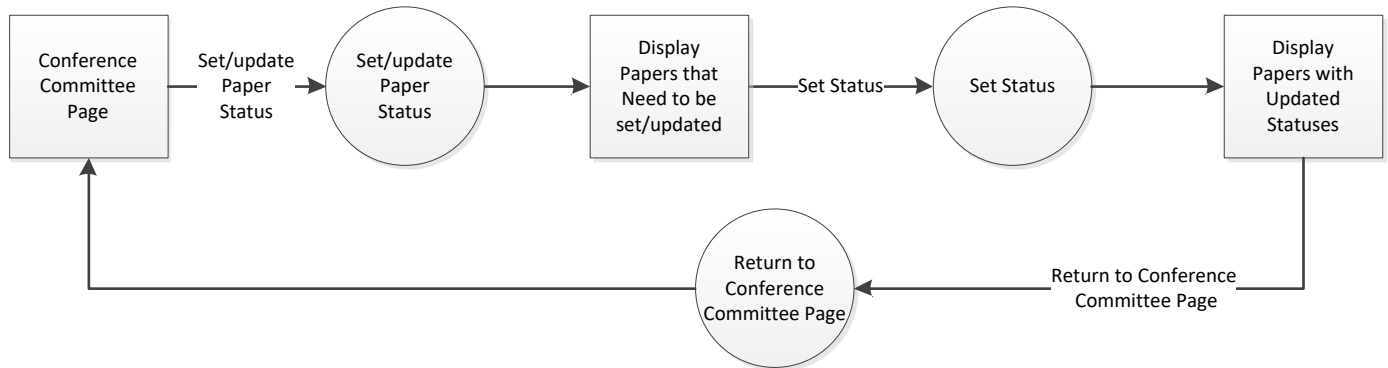 Conference
Committee
Page
Set/update
Paper
Status
Set/update
Paper
Status
Display
Papers that
Need to be
set/updated
Set Status
Set Status
Display
Papers with
Updated
Statuses
Return to
Conference
Committee Page
Return to Conference
Committee Page